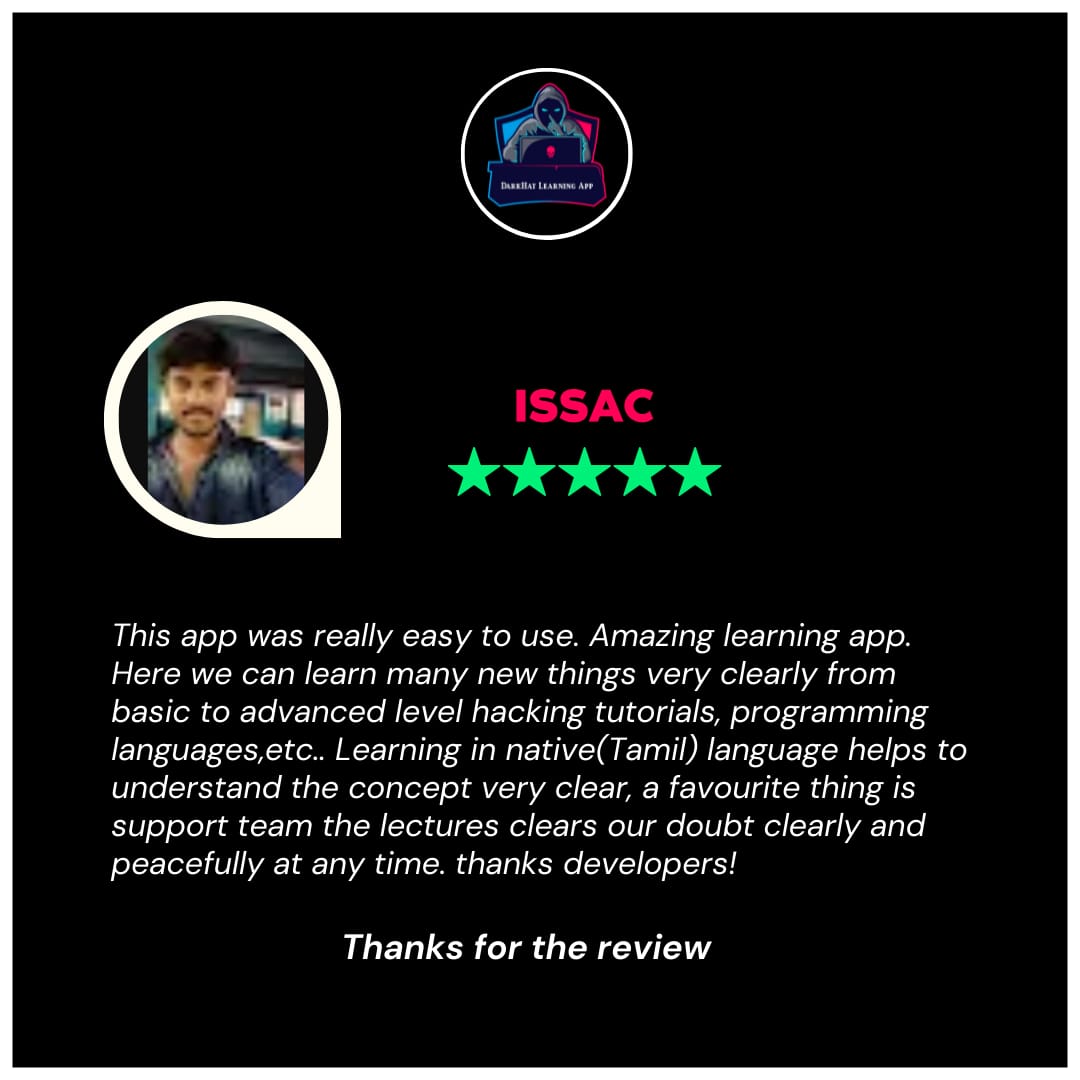 DarkHat Learning App
ISSAC
This app was really easy to use. Amazing learning app.
Here we can learn many new things very clearly from
basic to advanced level hacking tutorials, programming
languages,etc.. Learning in native(Tamil) language helps to
understand the concept very clear, a favourite thing is
support team the lectures clears our doubt clearly and
peacefully at any time. thanks developers!
Thanks for the review